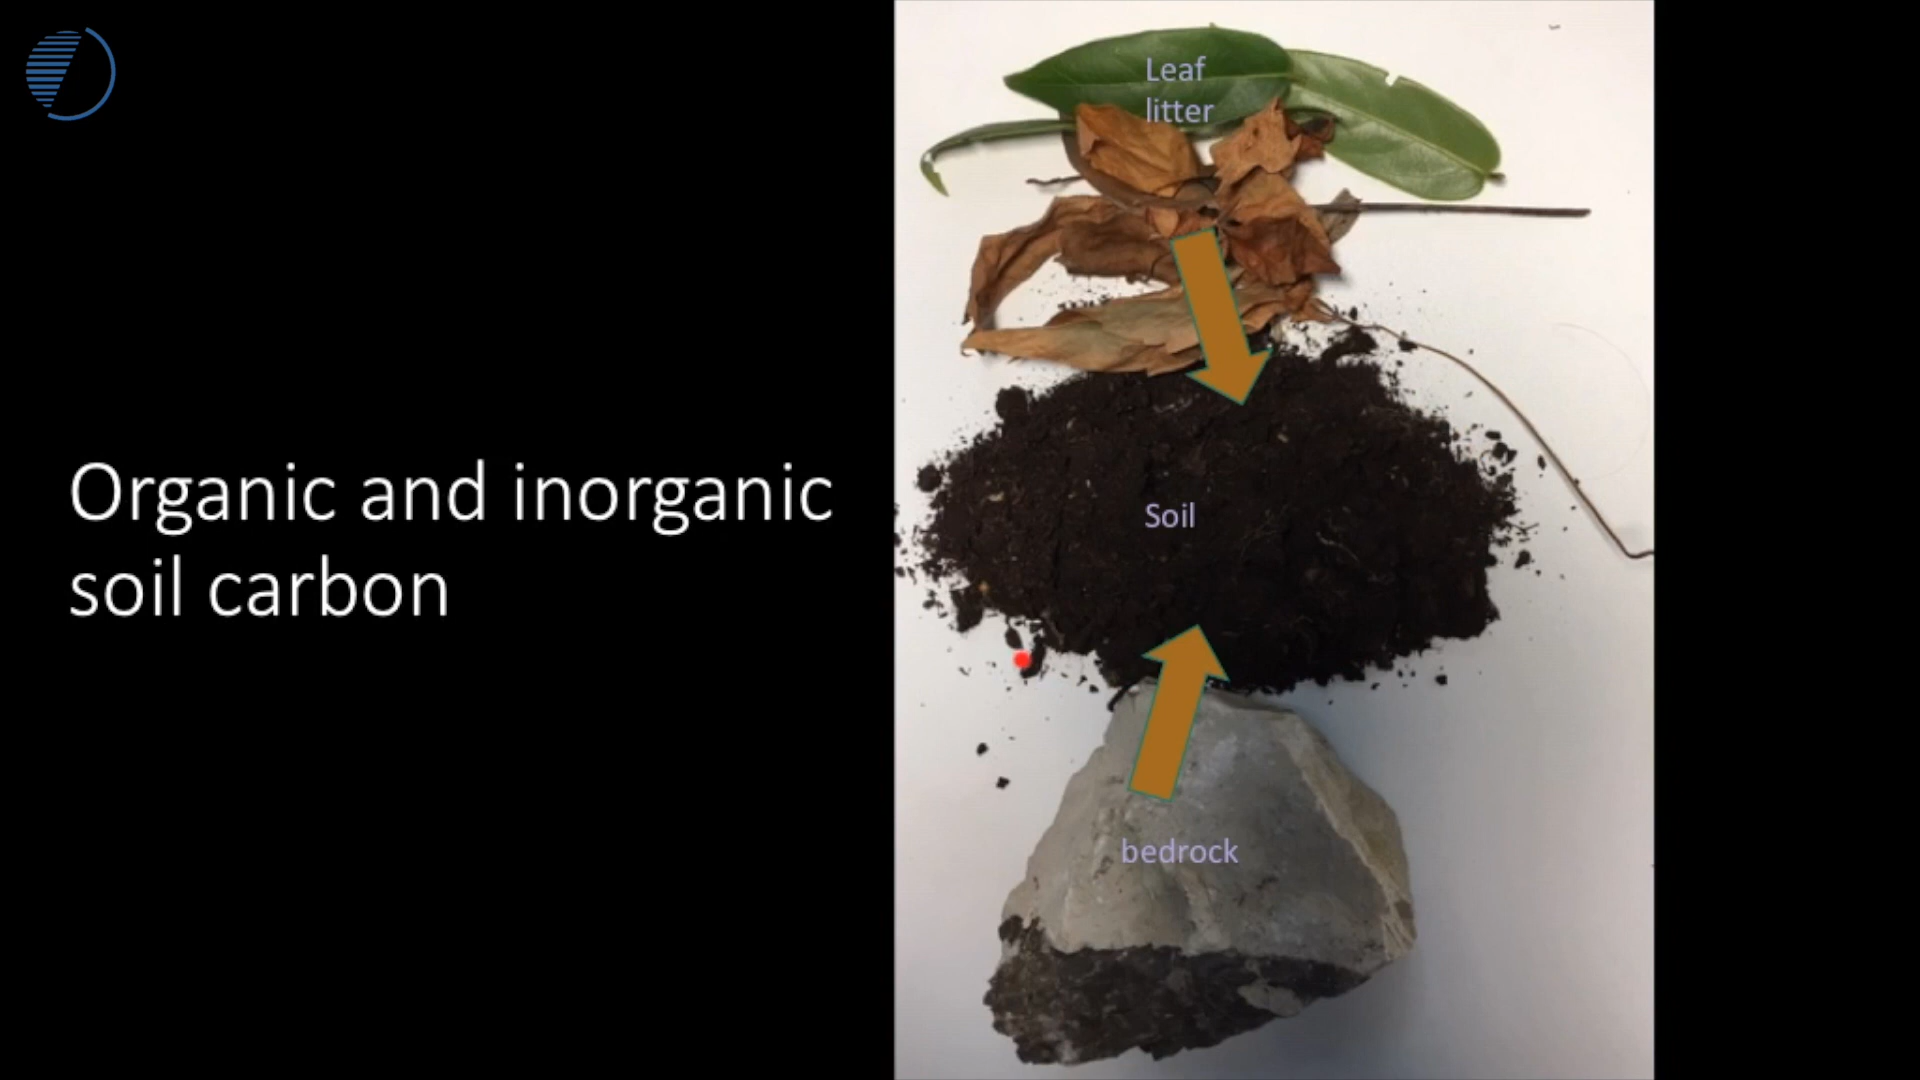 Organic and inorganic
soil carbon
Leaf
litter
Soil
bedrock